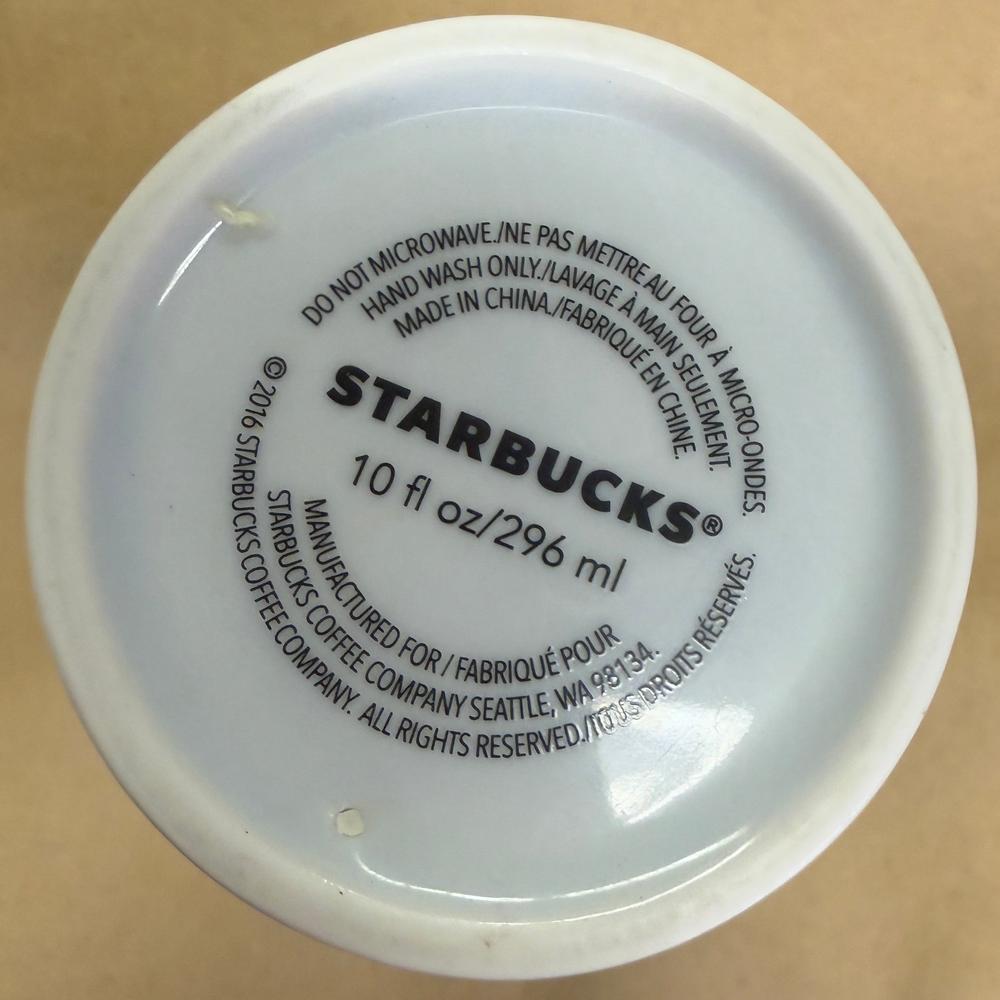 DO NOT MICROWAVE./NE PAS METTRE AU FOUR À MICRO-ONDES.
HAND WASH ONLY./LAVAGE À MAIN SEULEMENT.
MADE IN CHINA./FABRIQUÉ EN CHINE.
STARBUCKS®
10 fl oz/296 ml
MANUFACTURED FOR / FABRIQUÉ POUR
STARBUCKS COFFEE COMPANY SEATTLE, WA 98134.
© 2016 STARBUCKS COFFEE COMPANY. ALL RIGHTS RESERVED./TOUS DROITS RÉSERVÉS.